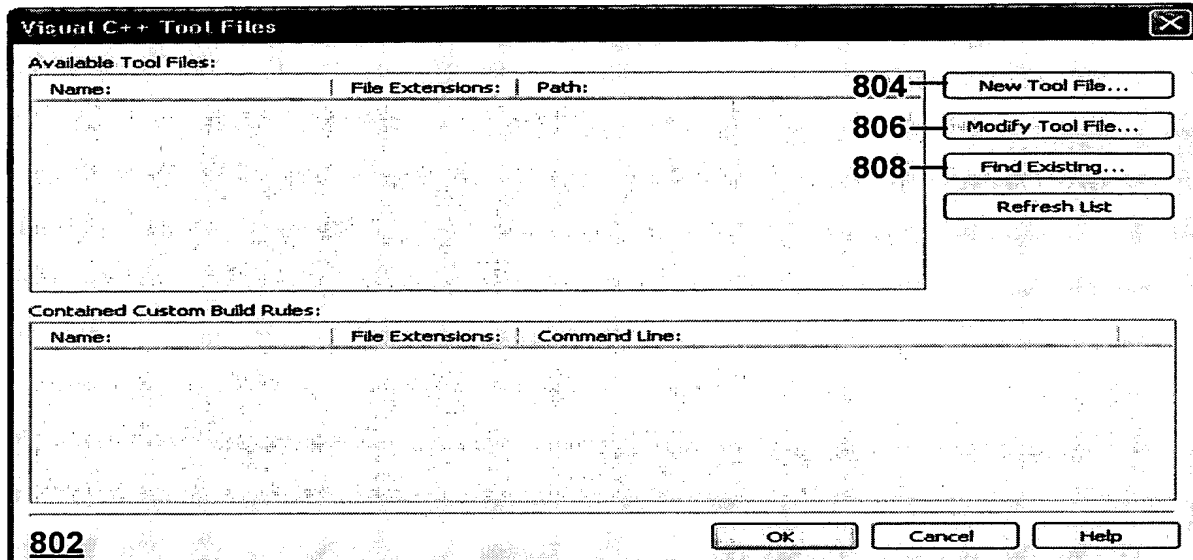 Visual C++ Tool Files
Available Tool Files:
Name: File Extensions: Path:
804 New Tool File...
806 Modify Tool File...
808 Find Existing...
Refresh List
Contained Custom Build Rules:
Name: File Extensions: Command Line:
802
OK Cancel Help